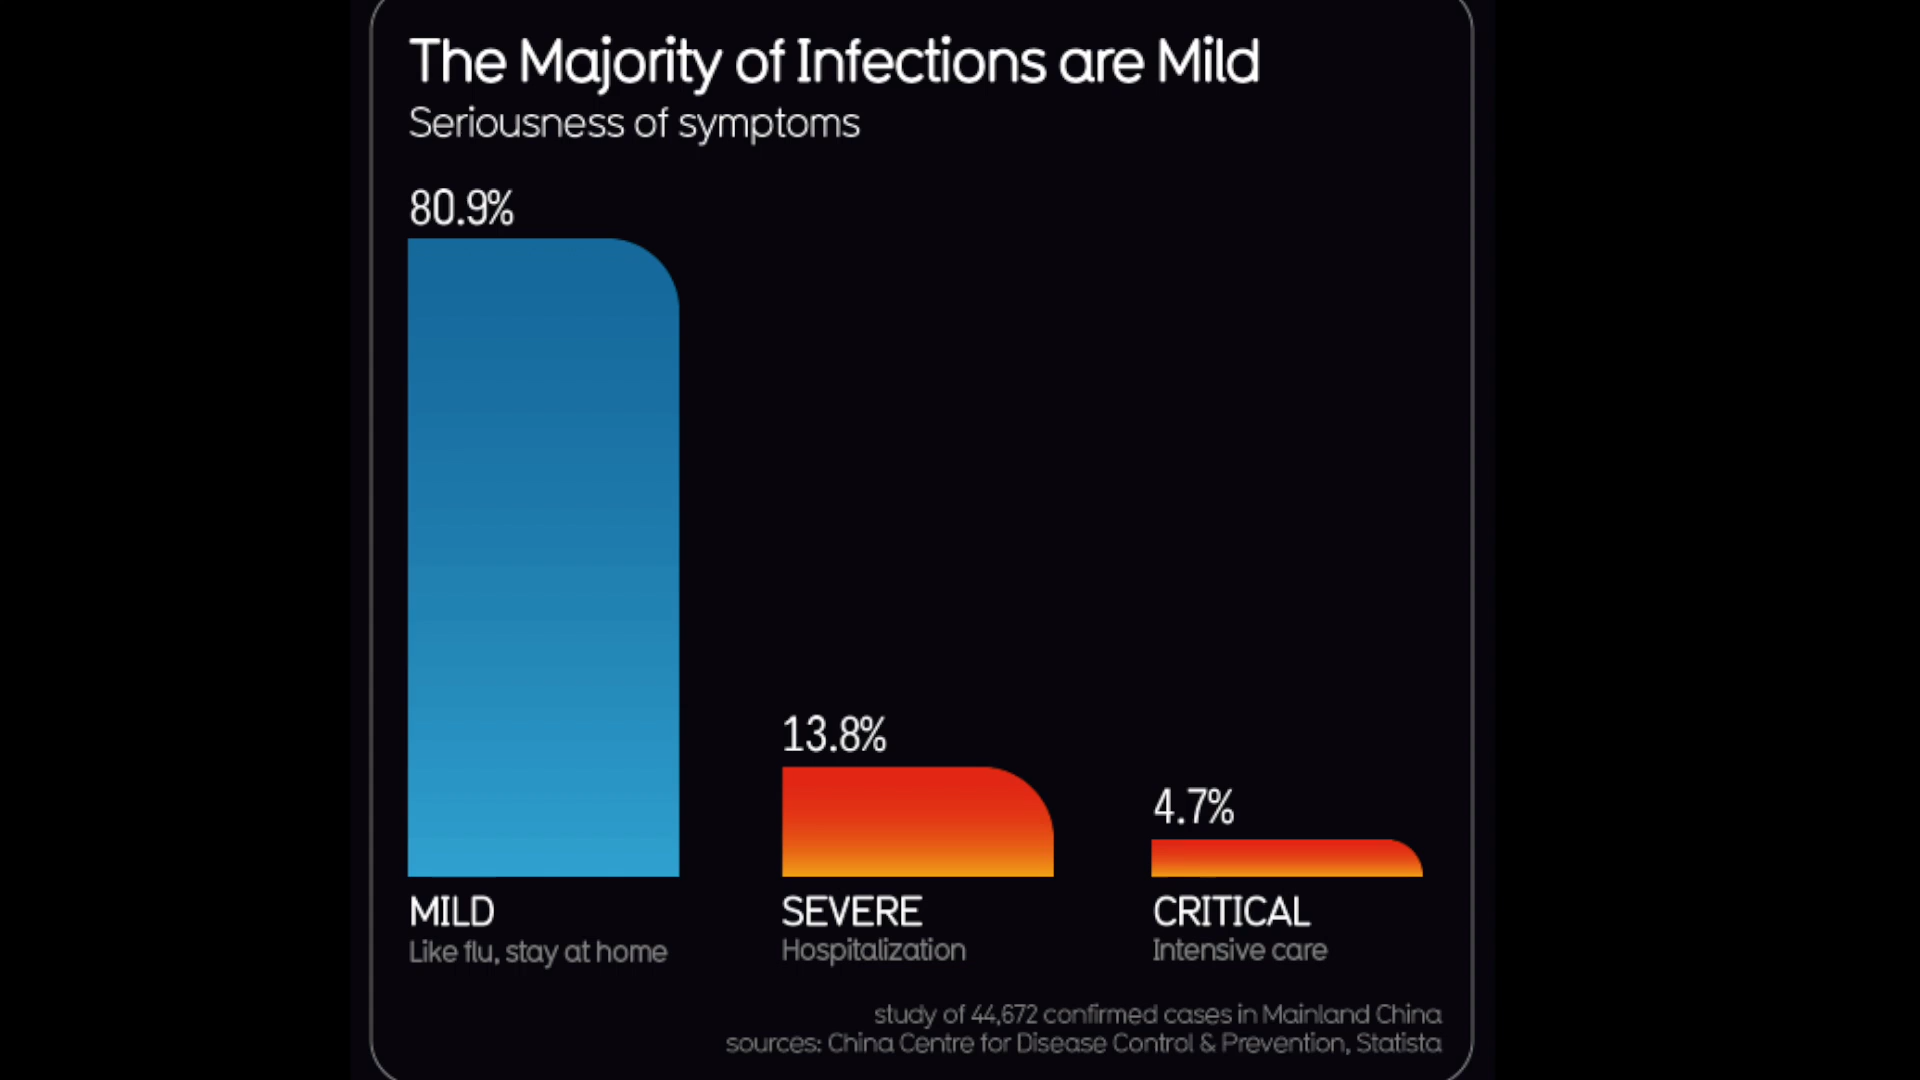 The Majority of Infections are Mild
Seriousness of symptoms
80.9%
13.8%
4.7%
MILD
Like flu, stay at home
SEVERE
Hospitalization
CRITICAL
Intensive care
study of 44,672 confirmed cases in Mainland China
sources: China Centre for Disease Control & Prevention, Statista